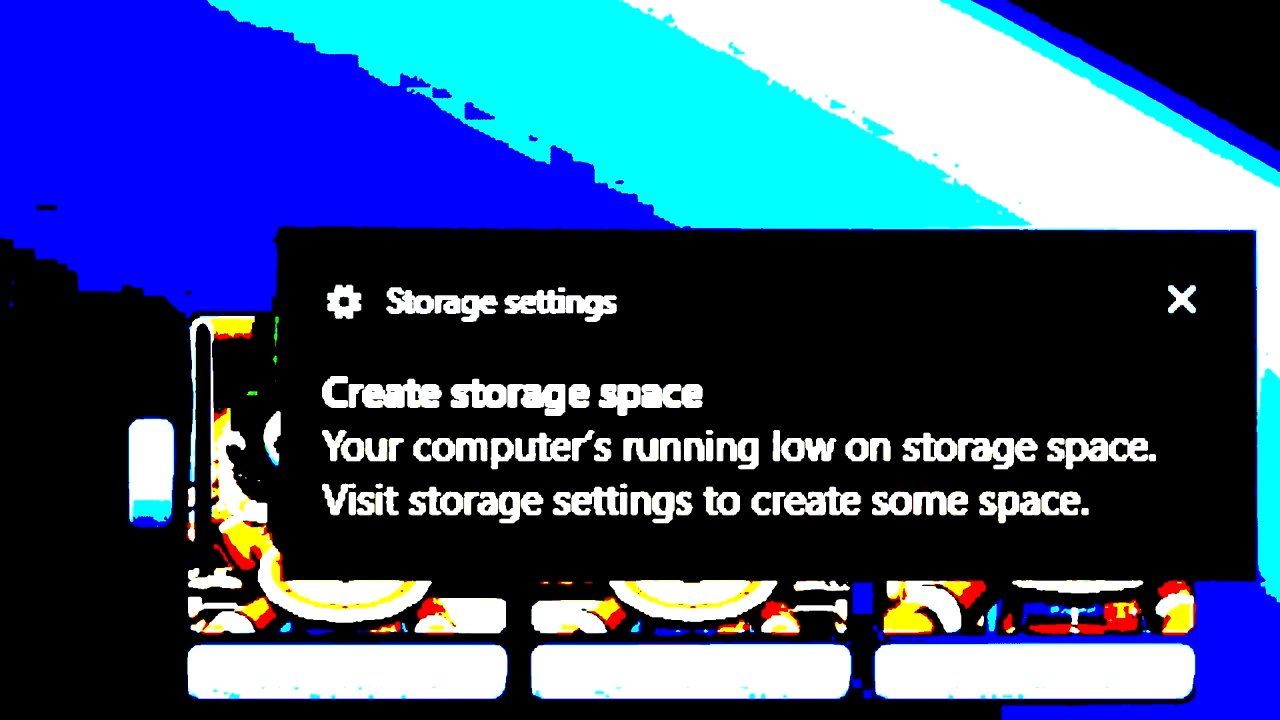 Storage settings
Create storage space
Your computer's running low on storage space.
Visit storage settings to create some space.